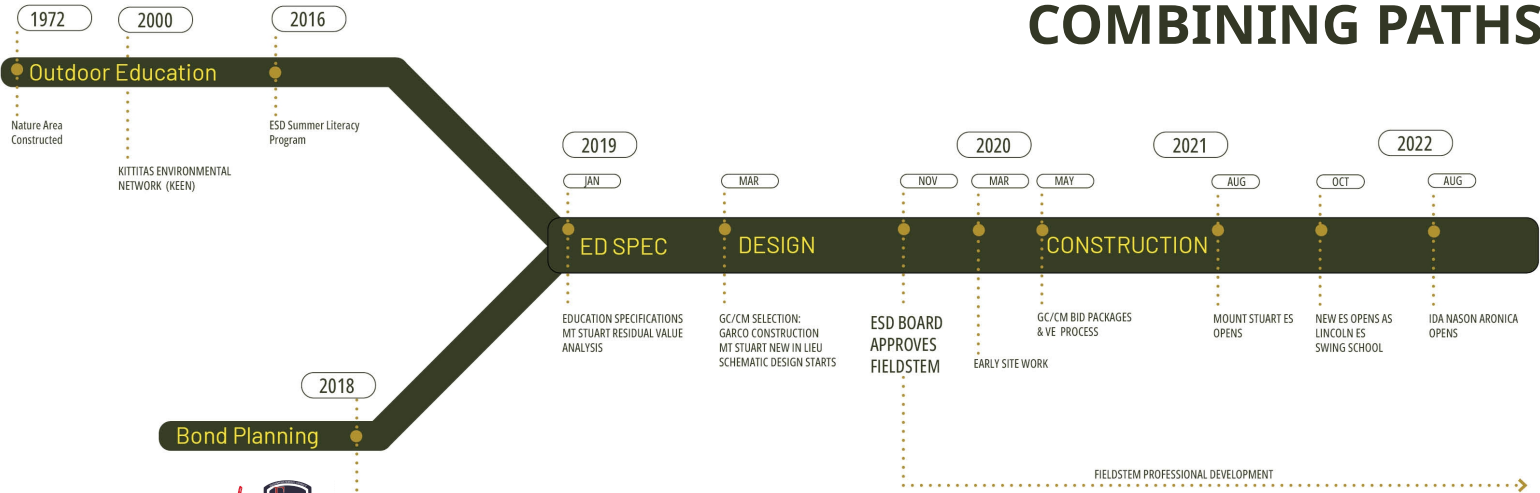 COMBINING PATHS
1972
2000
2016
Outdoor Education
Nature Area
Constructed
KITTITAS ENVIRONMENTAL
NETWORK (KEEN)
ESD Summer Literacy
Program
2019
2020
2021
2022
JAN
MAR
NOV
MAR
MAY
AUG
OCT
AUG
ED SPEC
DESIGN
CONSTRUCTION
EDUCATION SPECIFICATIONS
MT STUART RESIDUAL VALUE
ANALYSIS
GC/CM SELECTION:
GARCO CONSTRUCTION
MT STUART NEW IN LIEU
SCHEMATIC DESIGN STARTS
ESD BOARD
APPROVES
FIELDSTEM
EARLY SITE WORK
GC/CM BID PACKAGES
& VE PROCESS
MOUNT STUART ES
OPENS
NEW ES OPENS AS
LINCOLN ES
SWING SCHOOL
IDA NASON ARONICA
OPENS
2018
Bond Planning
FIELDSTEM PROFESSIONAL DEVELOPMENT